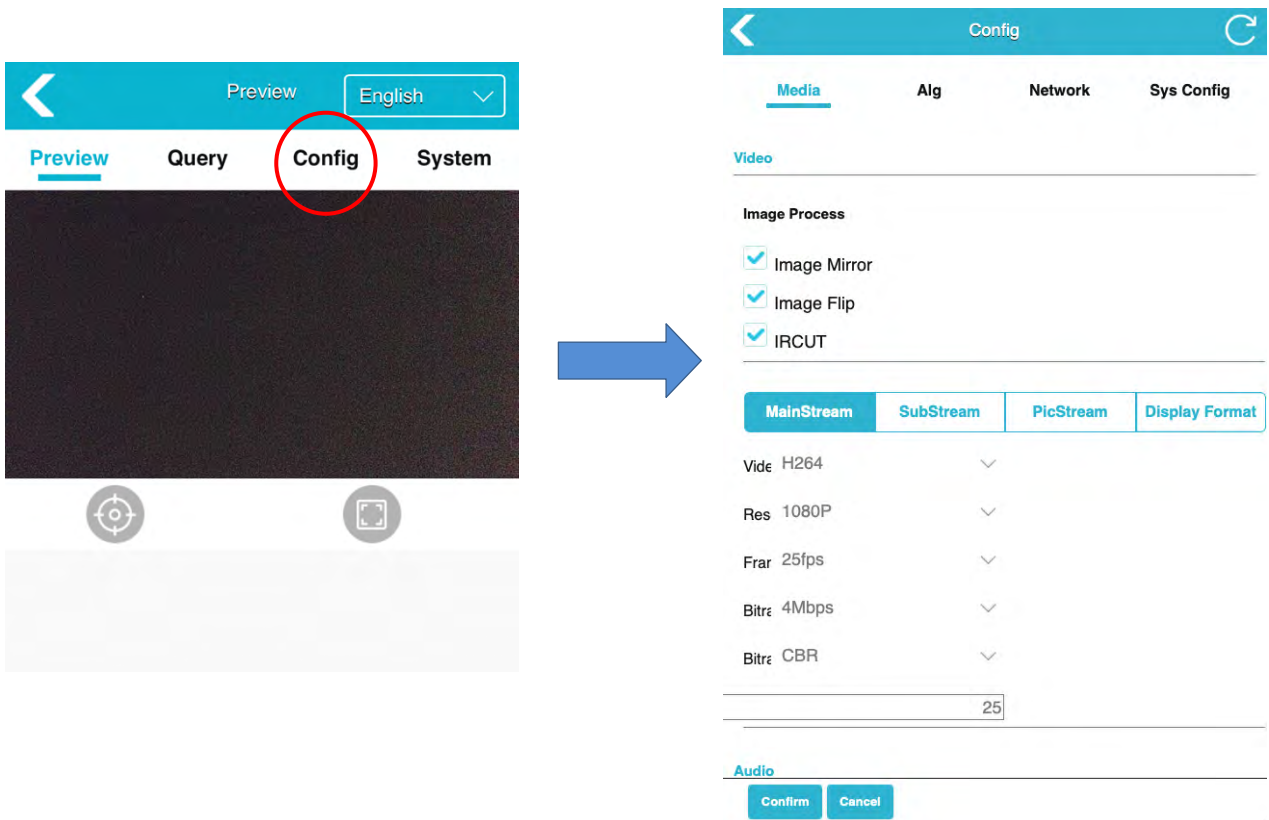 Preview
English
Preview Query Config System
Config
Media Alg Network Sys Config
Video
Image Process
Image Mirror
Image Flip
IRCUT
MainStream SubStream PicStream Display Format
Vide H264
Res 1080P
Frar 25fps
Bitra 4Mbps
Bitra CBR
25
Audio
Confirm Cancel